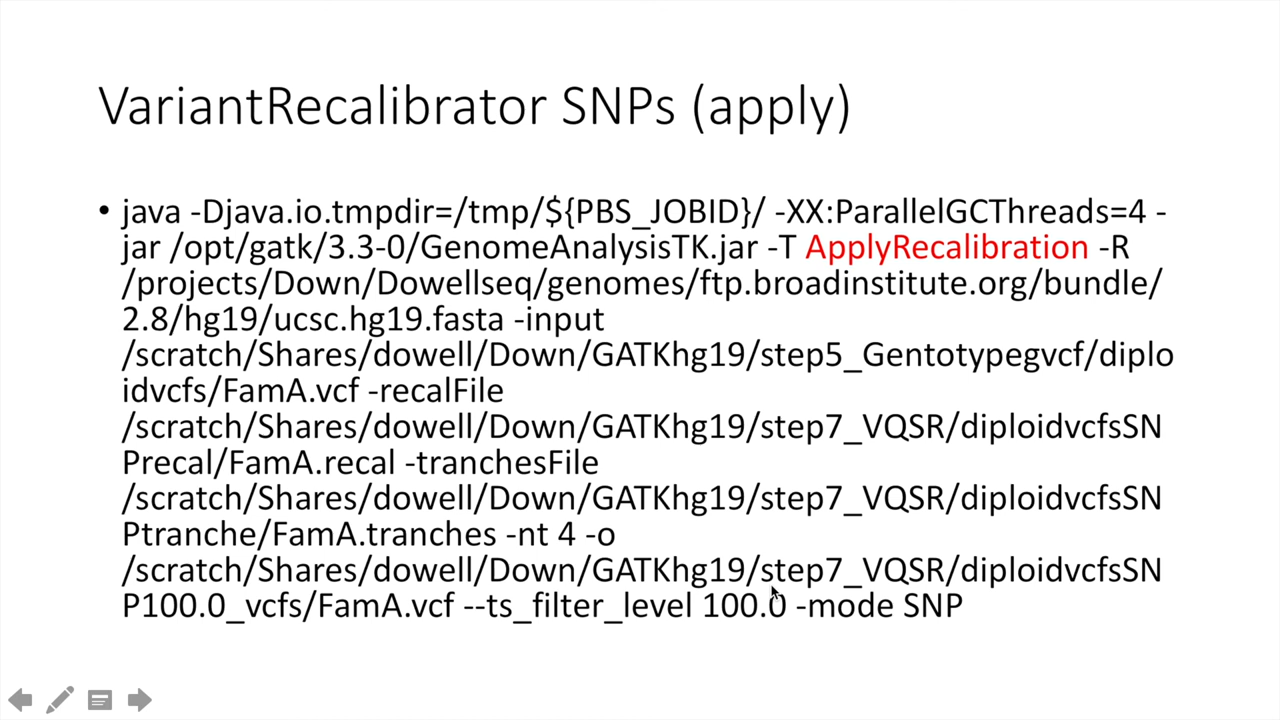 VariantRecalibrator SNPs (apply)
• java -Djava.io.tmpdir=/tmp/${PBS_JOBID}/ -XX:ParallelGCThreads=4 -
jar /opt/gatk/3.3-0/GenomeAnalysisTK.jar -T ApplyRecalibration -R
/projects/Down/Dowellseq/genomes/ftp.broadinstitute.org/bundle/
2.8/hg19/ucsc.hg19.fasta -input
/scratch/Shares/dowell/Down/GATKhg19/step5_Gentotypegvcf/diplo
idvcfs/FamA.vcf -recalFile
/scratch/Shares/dowell/Down/GATKhg19/step7_VQSR/diploidvcfsSN
Precal/FamA.recal -tranchesFile
/scratch/Shares/dowell/Down/GATKhg19/step7_VQSR/diploidvcfsSN
Ptranche/FamA.tranches -nt 4 -o
/scratch/Shares/dowell/Down/GATKhg19/step7_VQSR/diploidvcfsSN
P100.0_vcfs/FamA.vcf --ts_filter_level 100.0 -mode SNP